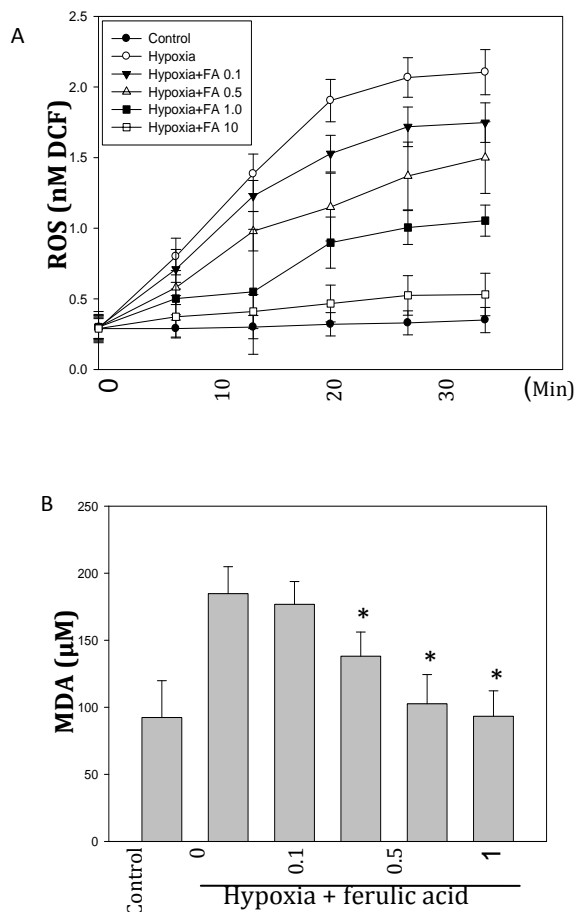 A
2.5
2.0
1.5
1.0
0.5
0.0
ROS (nM DCF)
Control
Hypoxia
Hypoxia+FA 0.1
Hypoxia+FA 0.5
Hypoxia+FA 1.0
Hypoxia+FA 10
0 10 20 30 (Min)
B
250
200
150
100
50
0
MDA (µM)
* * *
Control 0 0.1 0.5 1
Hypoxia + ferulic acid